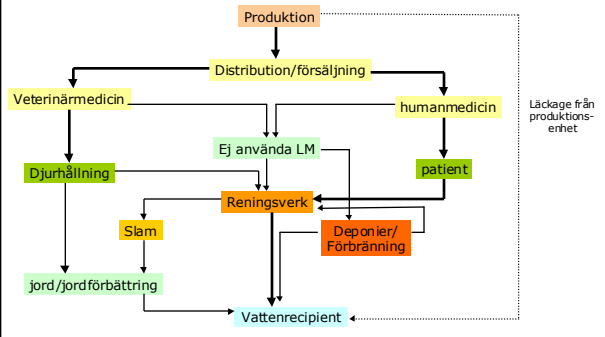 Produktion
Distribution/försäljning
Veterinärmedicin
humanmedicin
Läckage från
produktions-
enhet
Ej använda LM
Djurhållning
patient
Reningsverk
Slam
Deponier/
Förbränning
jord/jordförbättring
Vattenrecipient